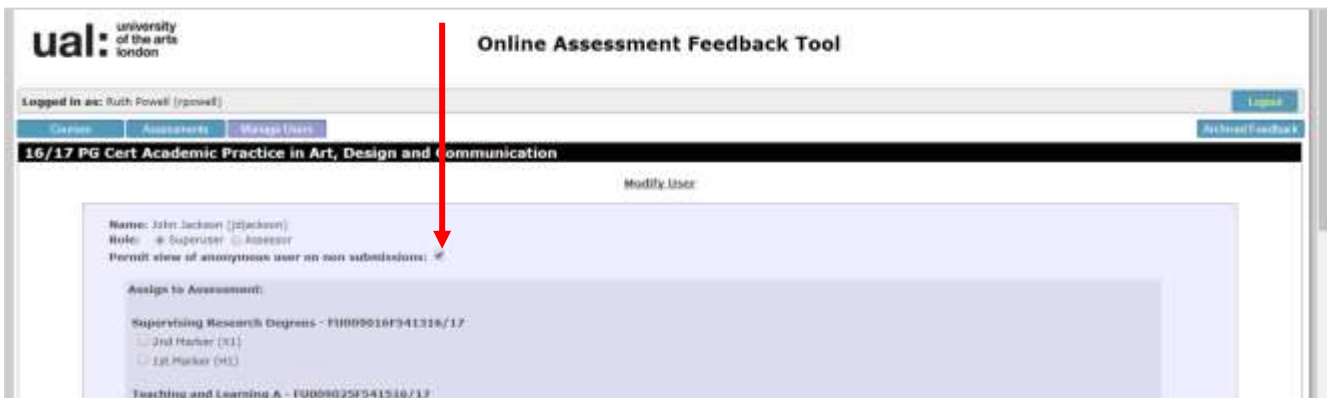 ual: university of the arts london
Online Assessment Feedback Tool
Logged in as: Ruth Powell (rpowell)
Logout
Courses Assessments Manage Users Archived Feedback
16/17 PG Cert Academic Practice in Art, Design and Communication
Modify User
Name: John Jackson
Role: Superuser Assessor
Permit view of anonymous user on non submissions:
Assign to Assessment:
Supervising Research Degrees -
2nd Marker
1st Marker
Teaching and Learning A -